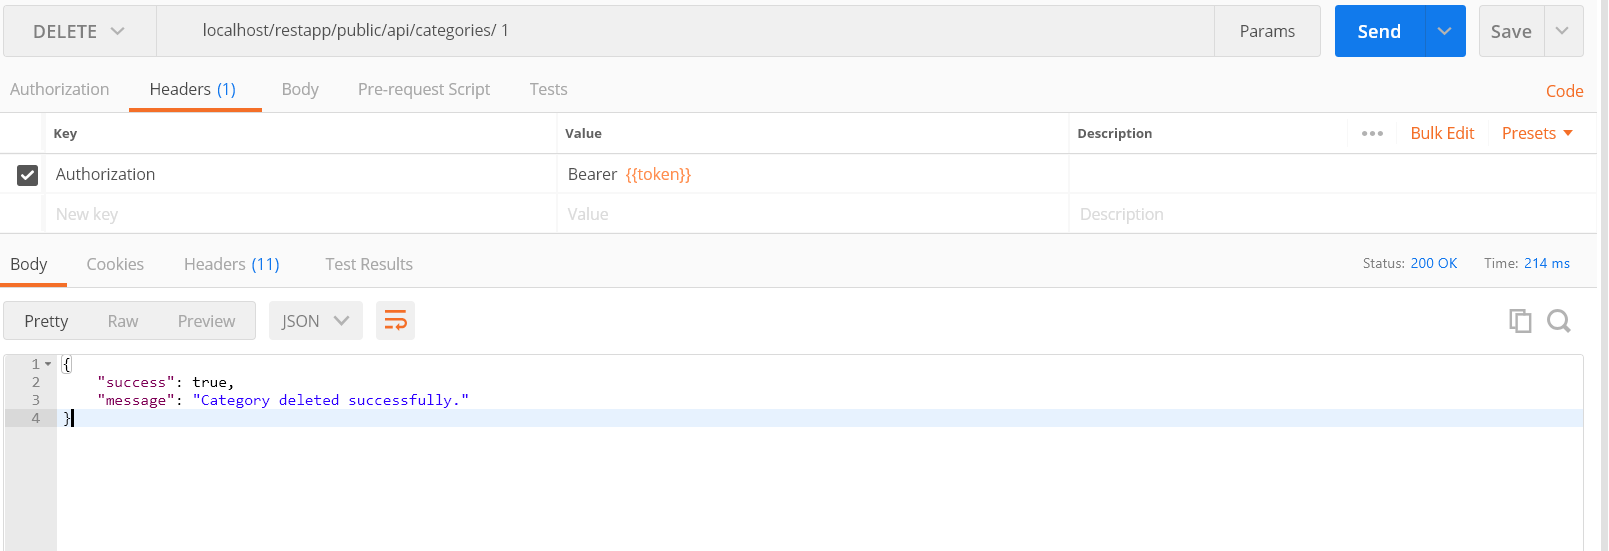 DELETE localhost/restapp/public/api/categories/ 1 Params Send Save
Authorization Headers (1) Body Pre-request Script Tests Code
Key Value Description ••• Bulk Edit Presets
Authorization Bearer {{token}}
New key Value Description
Body Cookies Headers (11) Test Results Status: 200 OK Time: 214 ms
Pretty Raw Preview JSON
1 {
2 "success": true,
3 "message": "Category deleted successfully."
4 }